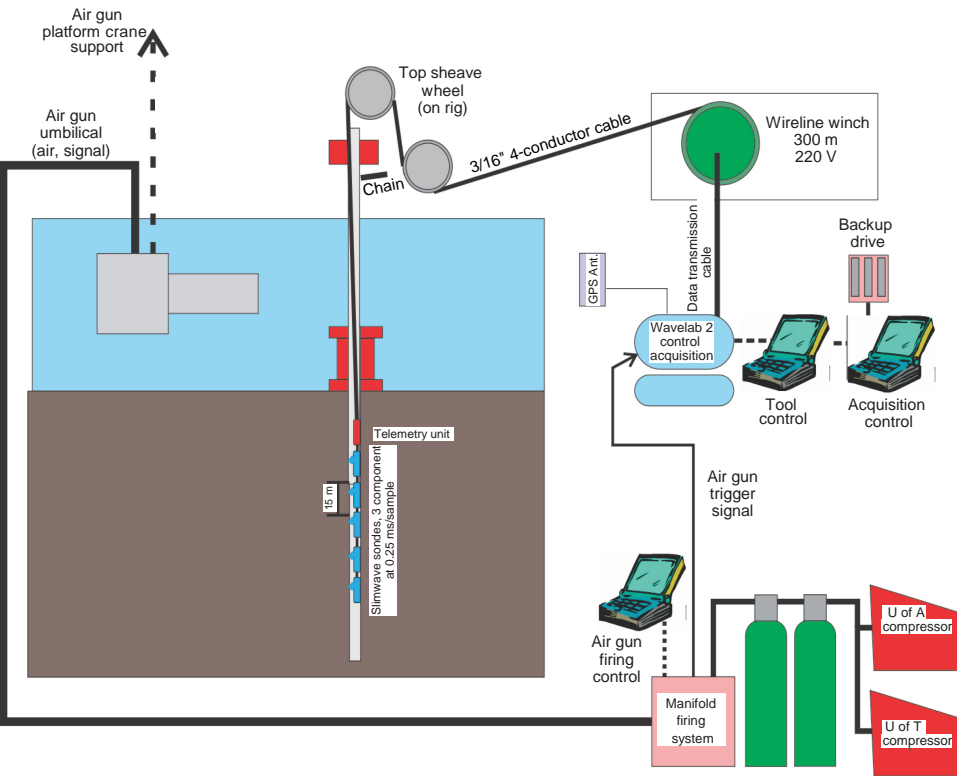 Air gun
platform crane
support
Air gun
umbilical
(air, signal)
Top sheave
wheel
(on rig)
Chain
3/16" 4-conductor cable
Wireline winch
300 m
220 V
Data transmission
cable
GPS Ant.
Backup
drive
Wavelab 2
control
acquisition
Tool
control
Acquisition
control
Telemetry unit
15 m
Slimwave sondes, 3 component
at 0.25 ms/sample
Air gun
trigger
signal
Air gun
firing
control
Manifold
firing
system
U of A
compressor
U of T
compressor